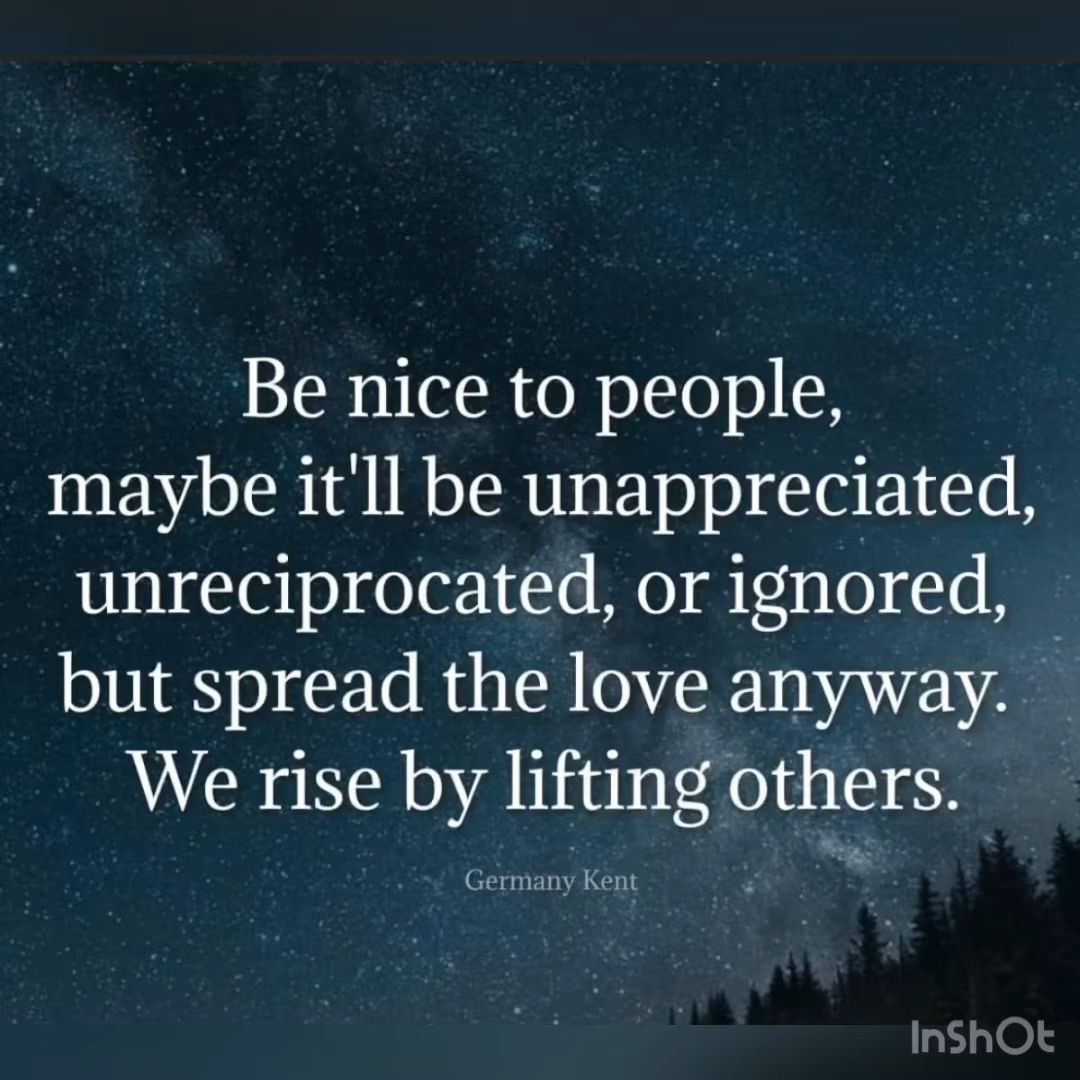 Be nice to people,
maybe it'll be unappreciated,
unreciprocated, or ignored,
but spread the love anyway.
We rise by lifting others.
Germany Kent
InShOt